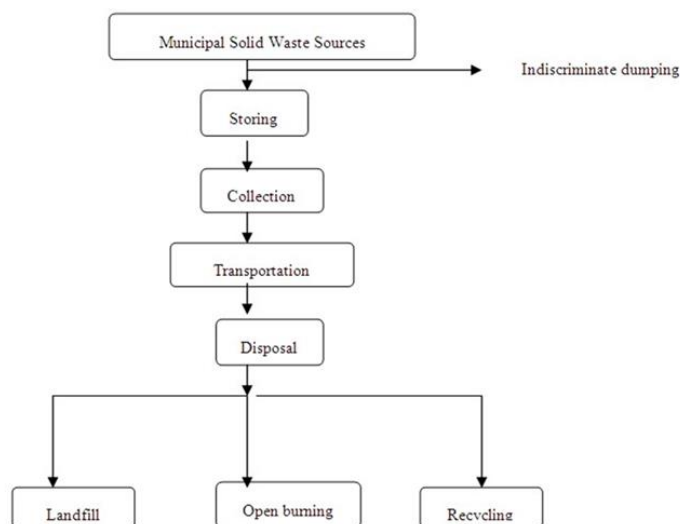 Municipal Solid Waste Sources
Indiscriminate dumping
Storing
Collection
Transportation
Disposal
Landfill
Open burning
Recycling